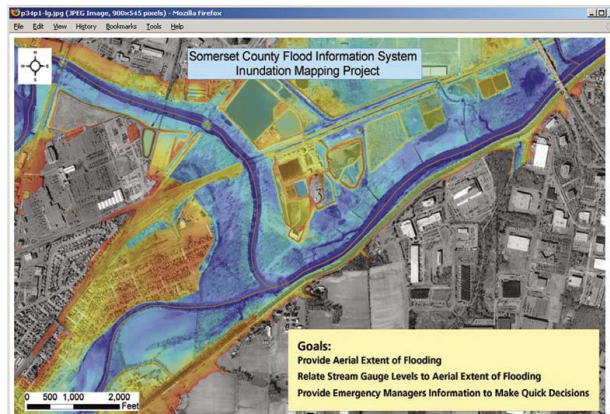 p34p1-lg.jpg (JPEG Image, 900x545 pixels) - Mozilla Firefox
File Edit View History Bookmarks Tools Help
Somerset County Flood Information System
Inundation Mapping Project
N
W E
S
Goals:
Provide Aerial Extent of Flooding
Relate Stream Gauge Levels to Aerial Extent of Flooding
Provide Emergency Managers Information to Make Quick Decisions
0 500 1,000 2,000
Feet